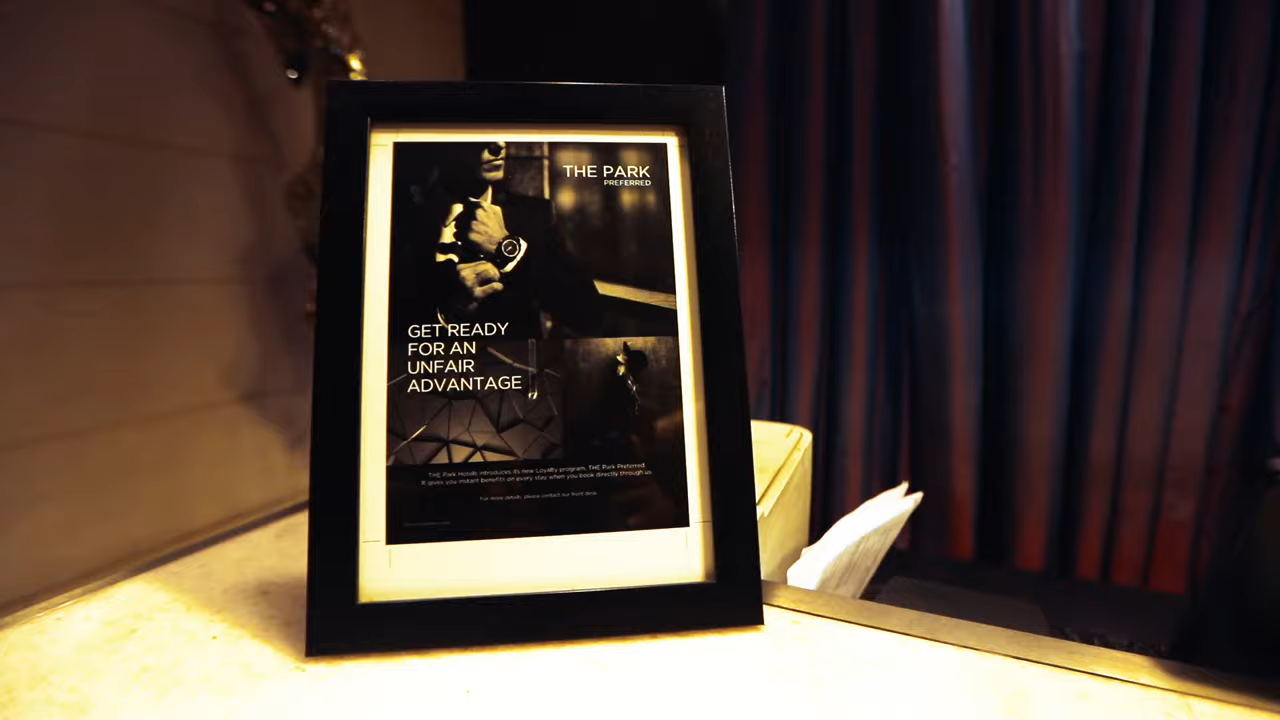 THE PARK
PREFERRED
GET READY
FOR AN
UNFAIR
ADVANTAGE
THE Park Hotels introduces its new Loyalty program, THE Park Preferred.
It gives you instant benefits on every stay when you book directly through us.
For more details, please contact our front desk.